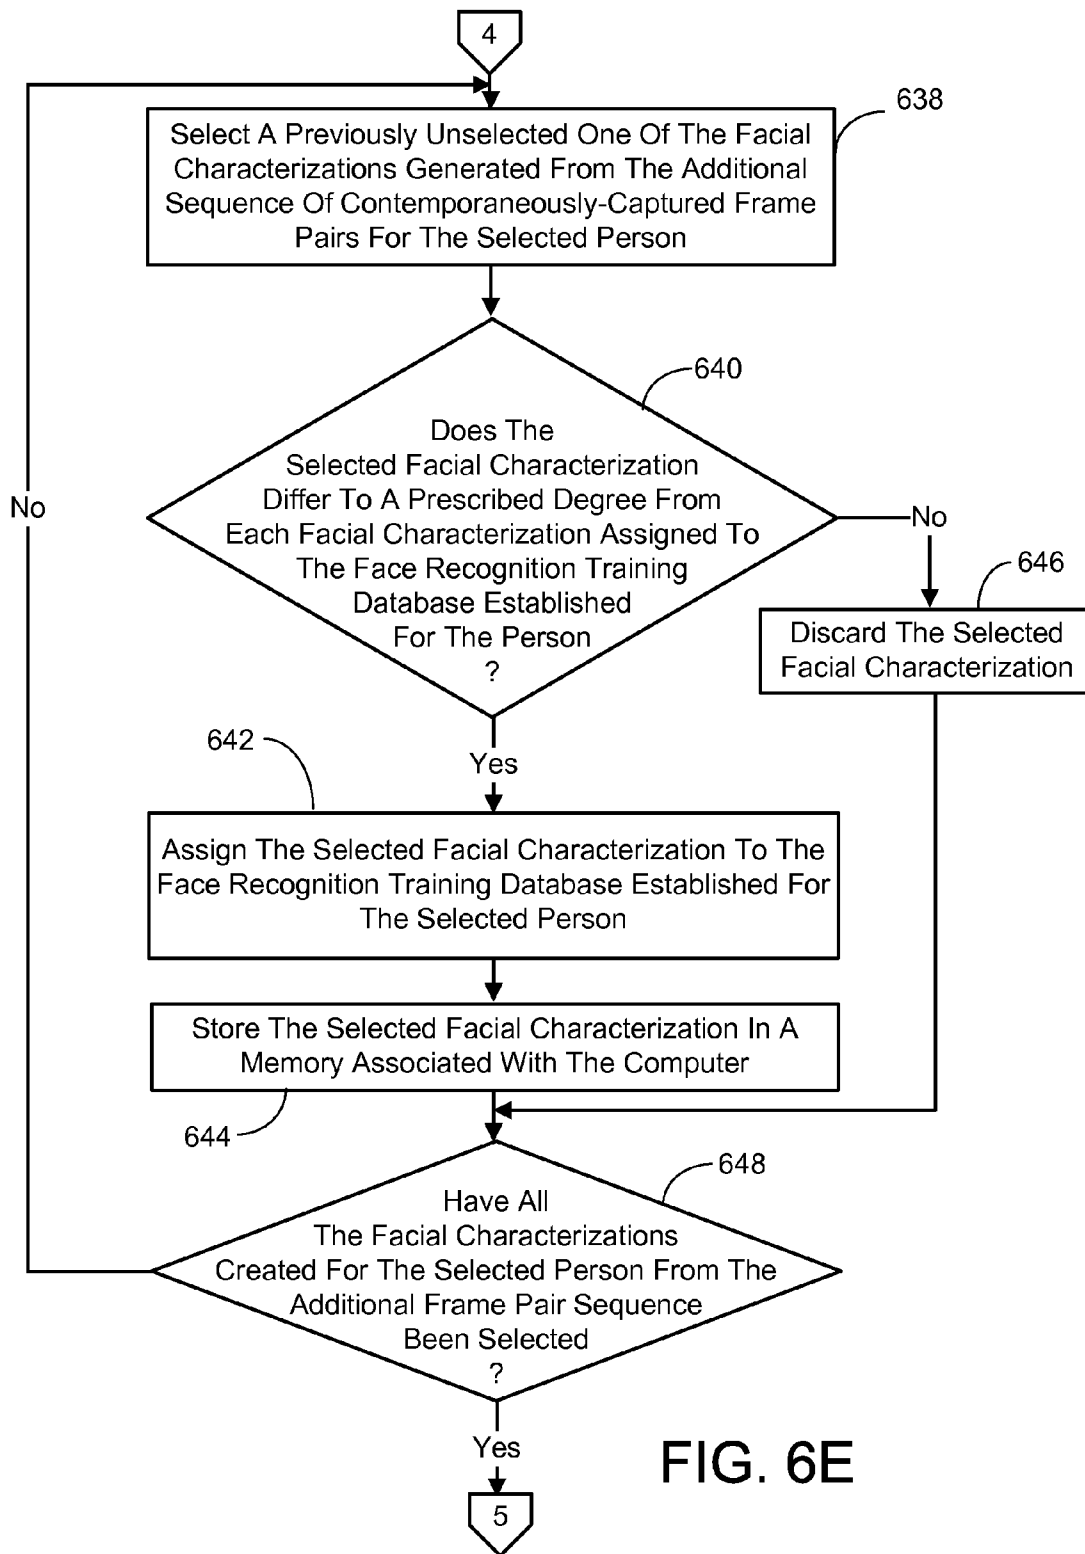 4
638
Select A Previously Unselected One Of The Facial
Characterizations Generated From The Additional
Sequence Of Contemporaneously-Captured Frame
Pairs For The Selected Person
640
Does The
Selected Facial Characterization
Differ To A Prescribed Degree From
Each Facial Characterization Assigned To
The Face Recognition Training
Database Established
For The Person
?
No
No
646
Discard The Selected
Facial Characterization
642
Yes
Assign The Selected Facial Characterization To The
Face Recognition Training Database Established For
The Selected Person
Store The Selected Facial Characterization In A
Memory Associated With The Computer
644
648
Have All
The Facial Characterizations
Created For The Selected Person From The
Additional Frame Pair Sequence
Been Selected
?
Yes
FIG. 6E
5